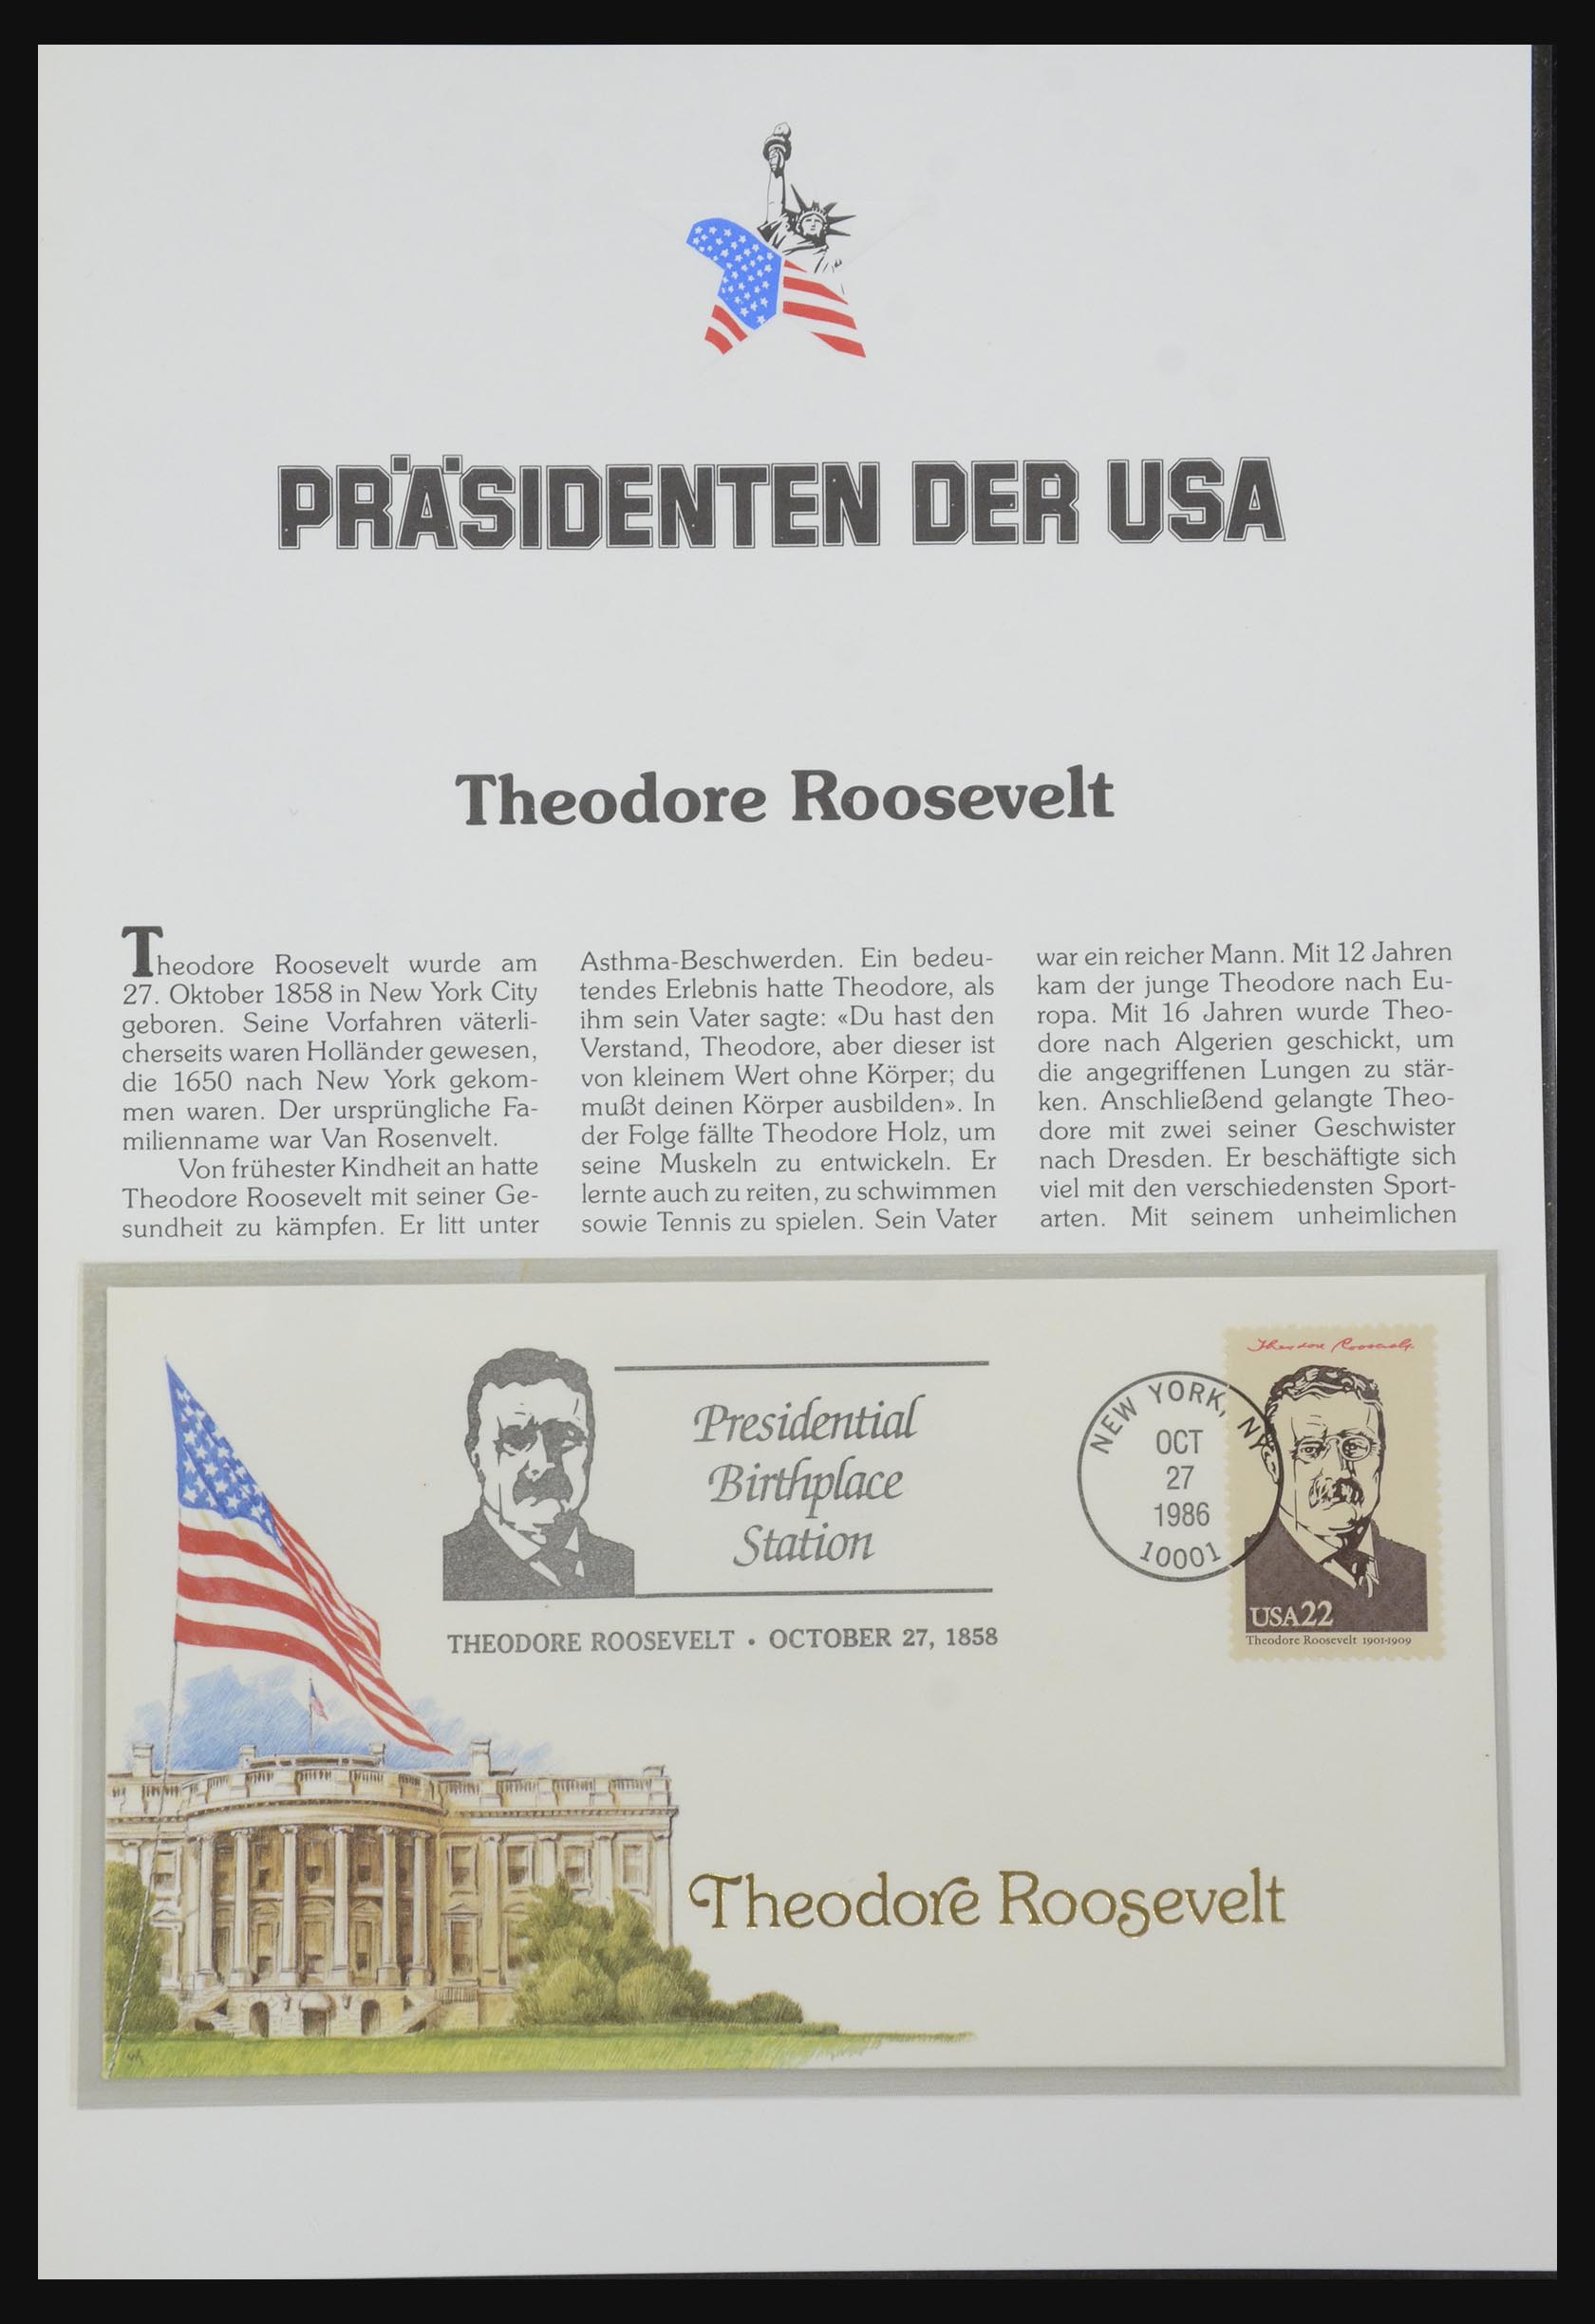 PRÄSIDENTEN DER USA
Theodore Roosevelt
Theodore Roosevelt wurde am
27. Oktober 1858 in New York City
geboren. Seine Vorfahren väterli-
cherseits waren Holländer gewesen,
die 1650 nach New York gekom-
men waren. Der ursprüngliche Fa-
milienname war Van Rosenvelt.
Von frühester Kindheit an hatte
Theodore Roosevelt mit seiner Ge-
sundheit zu kämpfen. Er litt unter
Asthma-Beschwerden. Ein bedeu-
tendes Erlebnis hatte Theodore, als
ihm sein Vater sagte: «Du hast den
Verstand, Theodore, aber dieser ist
von kleinem Wert ohne Körper; du
mußt deinen Körper ausbilden». In
der Folge fällte Theodore Holz, um
seine Muskeln zu entwickeln. Er
lernte auch zu reiten, zu schwimmen
sowie Tennis zu spielen. Sein Vater
war ein reicher Mann. Mit 12 Jahren
kam der junge Theodore nach Eu-
ropa. Mit 16 Jahren wurde Theo-
dore nach Algerien geschickt, um
die angegriffenen Lungen zu stär-
ken. Anschließend gelangte Theo-
dore mit zwei seiner Geschwister
nach Dresden. Er beschäftigte sich
viel mit den verschiedensten Sport-
arten. Mit seinem unheimlichen
Presidential
Birthplace
Station
THEODORE ROOSEVELT • OCTOBER 27, 1858
NEW YORK, NY
OCT
27
1986
10001
Theodore Roosevelt
USA22
Theodore Roosevelt 1901-1909
Theodore Roosevelt